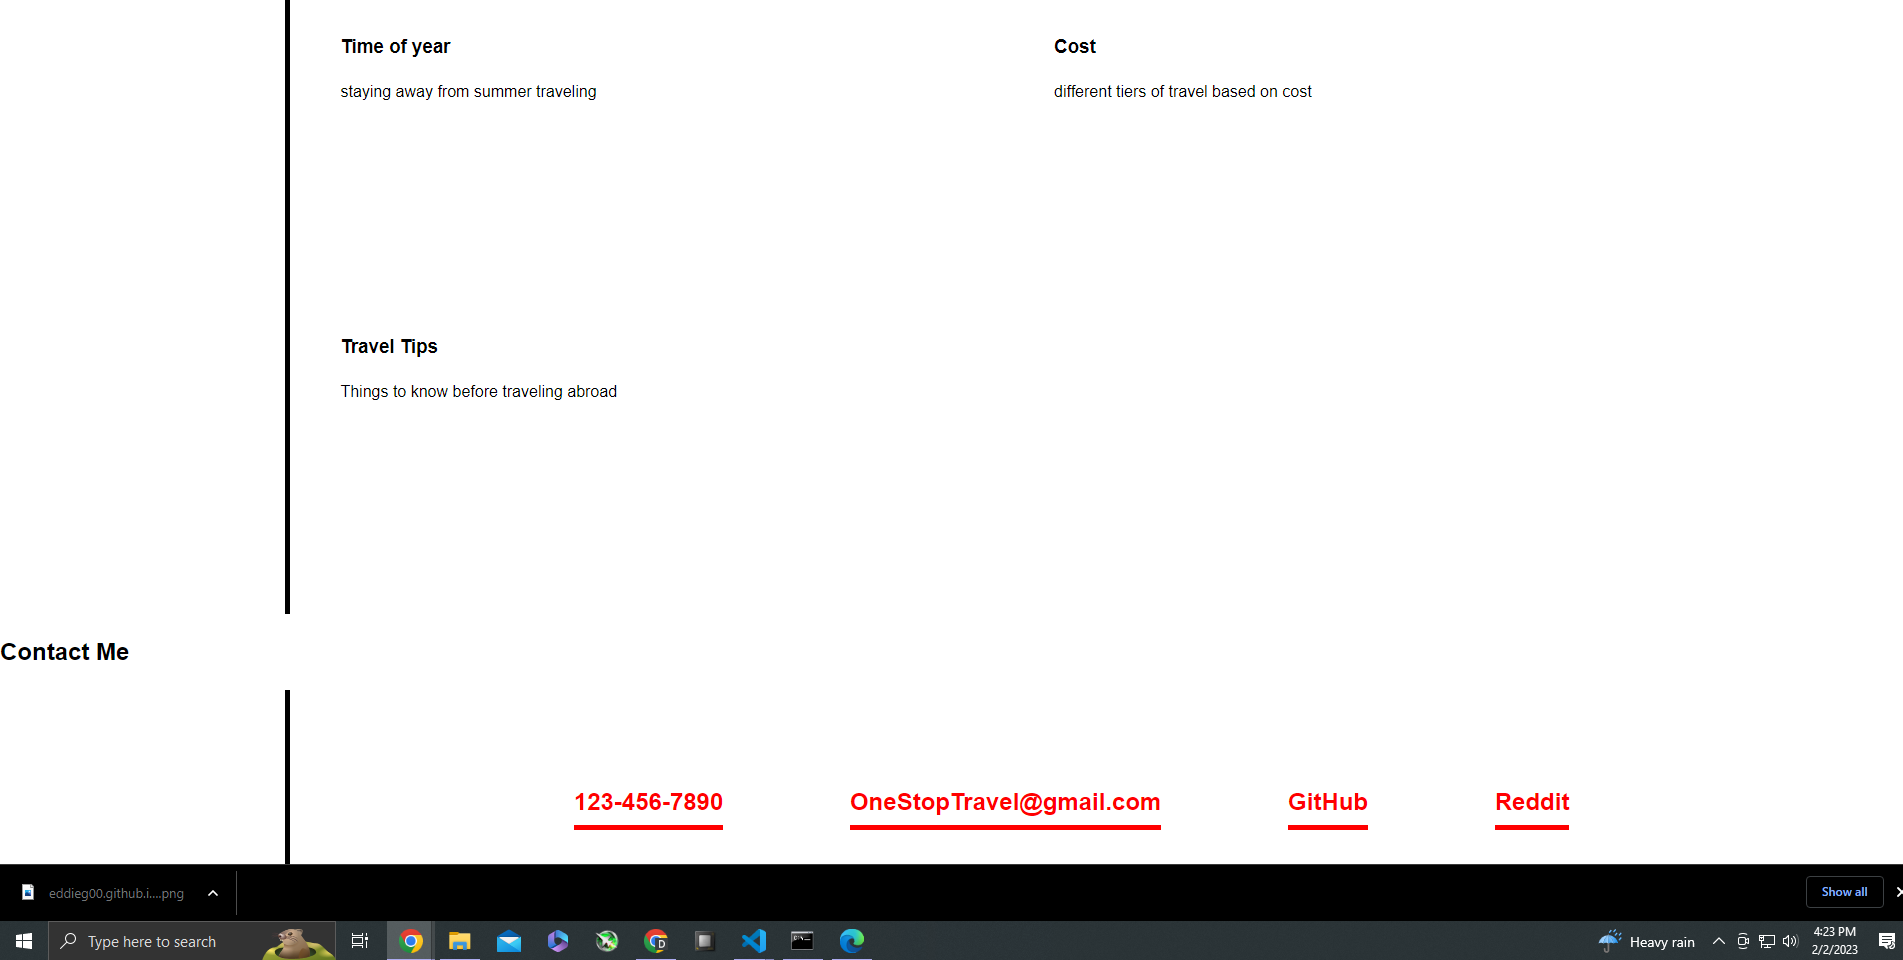 Time of year
Cost
staying away from summer traveling
different tiers of travel based on cost
Travel Tips
Things to know before traveling abroad
Contact Me
123-456-7890
OneStopTravel@gmail.com
GitHub
Reddit
eddieg00.github.i....png
Show all
Type here to search
Heavy rain
4:23 PM
2/2/2023